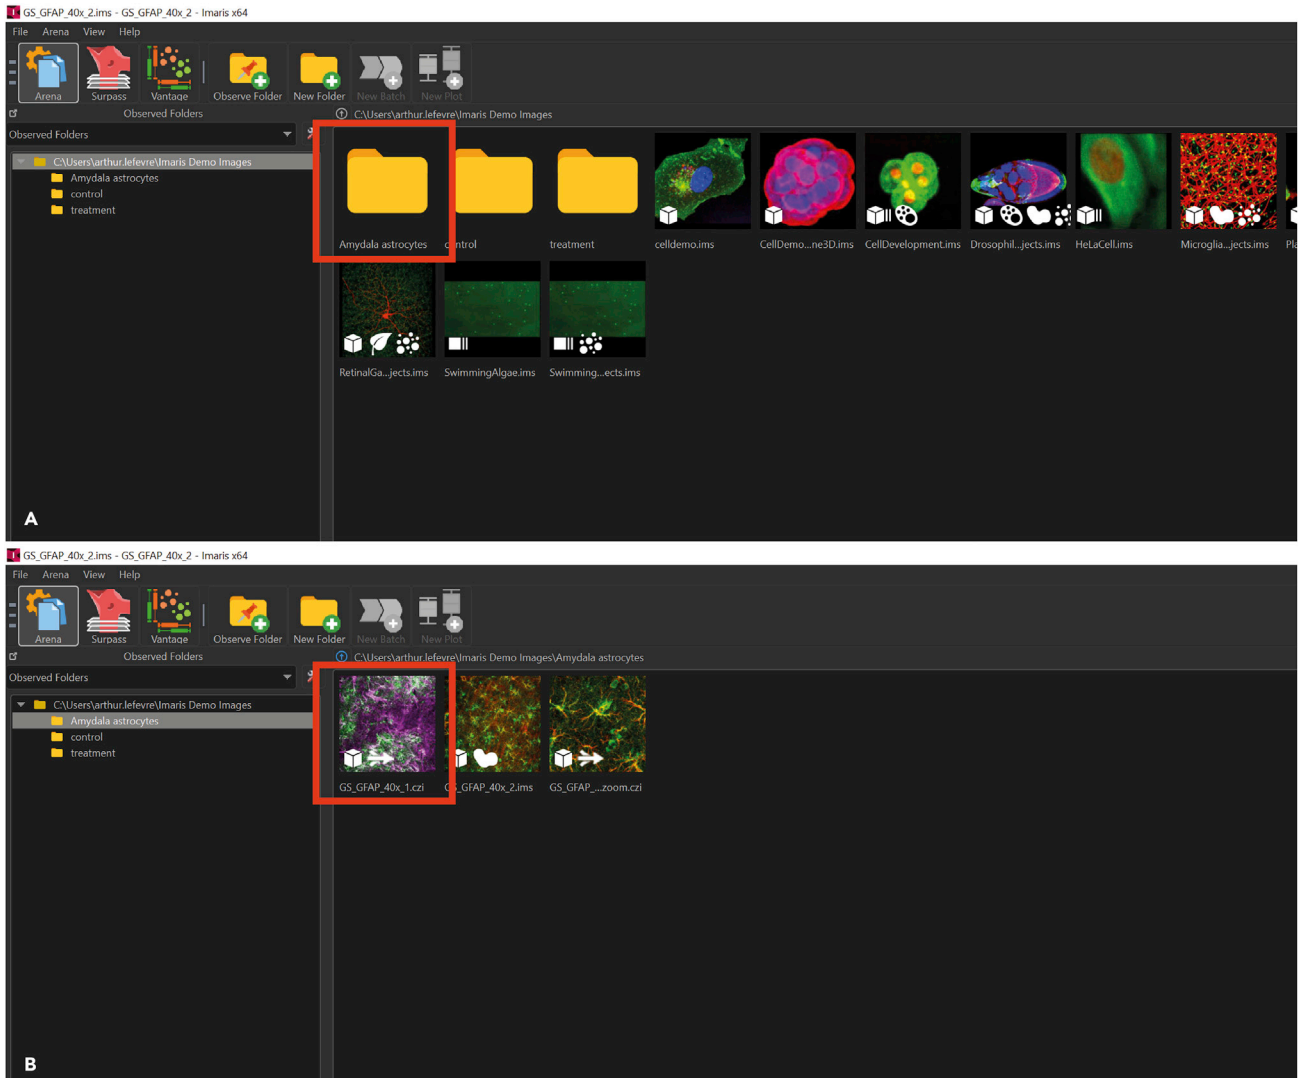 GS_GFAP_40x_2.ims - GS_GFAP_40x_2 - Imaris x64
File Arena View Help
Arena Surpass Vantage Observe Folder New Folder New Batch New Plot
Observed Folders C:\Users\arthur.lefevre\Imaris Demo Images
Observed Folders
C:\Users\arthur.lefevre\Imaris Demo Images
Amydala astrocytes
control
treatment
Amydala astrocytes control treatment celldemo.ims CellDemo...ne3D.ims CellDevelopment.ims Drosophil...jects.ims HeLaCell.ims Microglia...jects.ims
RetinalGa...jects.ims SwimmingAlgae.ims Swimming...ects.ims
A
GS_GFAP_40x_2.ims - GS_GFAP_40x_2 - Imaris x64
File Arena View Help
Arena Surpass Vantage Observe Folder New Folder New Batch New Plot
Observed Folders C:\Users\arthur.lefevre\Imaris Demo Images\Amydala astrocytes
Observed Folders
C:\Users\arthur.lefevre\Imaris Demo Images
Amydala astrocytes
control
treatment
GS_GFAP_40x_1.czi GS_GFAP_40x_2.ims GS_GFAP_...zoom.czi
B